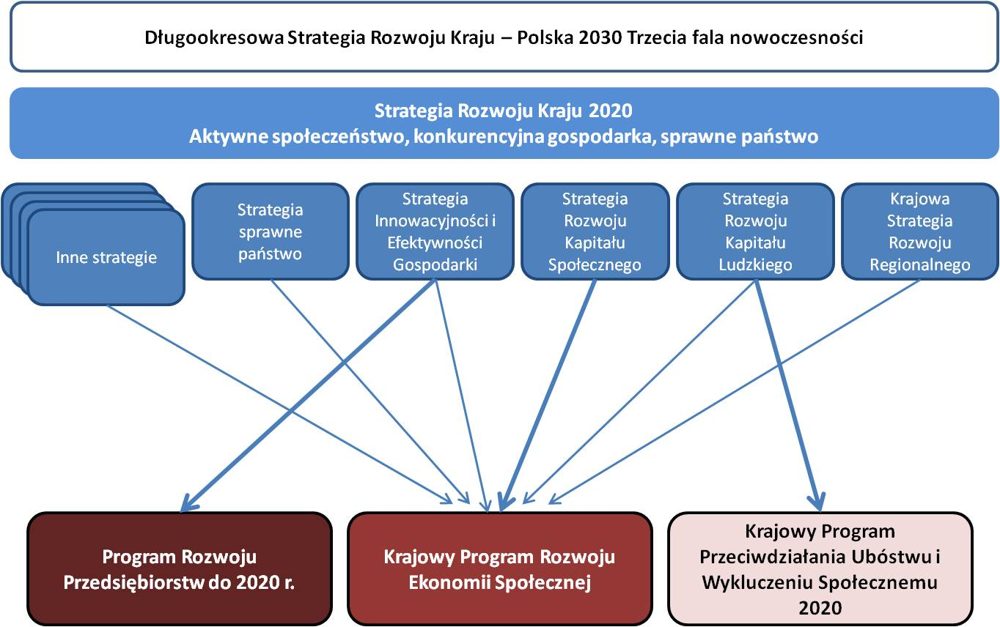 Długookresowa Strategia Rozwoju Kraju – Polska 2030 Trzecia fala nowoczesności
Strategia Rozwoju Kraju 2020
Aktywne społeczeństwo, konkurencyjna gospodarka, sprawne państwo
Inne strategie
Strategia
sprawne
państwo
Strategia
Innowacyjności i
Efektywności
Gospodarki
Strategia
Rozwoju
Kapitału
Społecznego
Strategia
Rozwoju
Kapitału
Ludzkiego
Krajowa
Strategia
Rozwoju
Regionalnego
Program Rozwoju
Przedsiębiorstw do 2020 r.
Krajowy Program Rozwoju
Ekonomii Społecznej
Krajowy Program
Przeciwdziałania Ubóstwu i
Wykluczeniu Społecznemu
2020